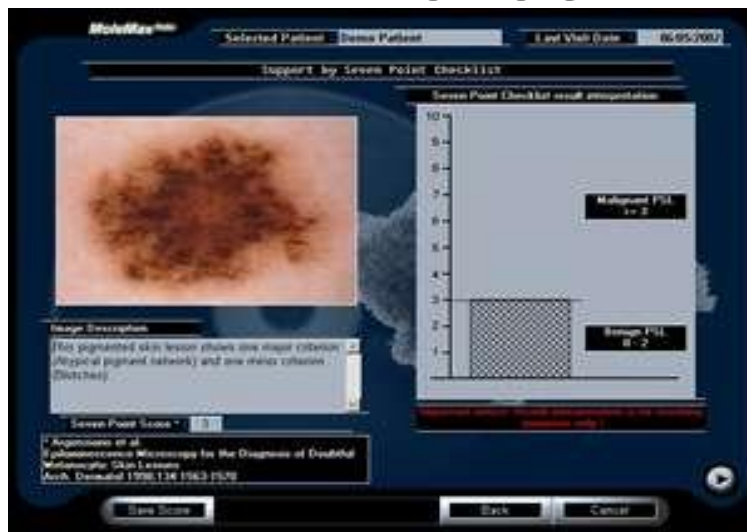 MoleMax
Selected Patient Demo Patient Last Visit Date 06/05/2002
Support by Seven Point Checklist
Seven Point Checklist result interpretation
10
9
8
7
6
5
4
3
2
1
Malignant PSL
>= 3
Benign PSL
0 - 2
Image Description
This pigmented skin lesion shows one major criterion
(Atypical pigment network) and one minor criterion
(Blotches)
Seven Point Score * 3
* Argenziano et al.
Epiluminescence Microscopy for the Diagnosis of Doubtful
Melanocytic Skin Lesions
Arch. Dermatol 1998;134:1563-1570
Save Score Back Cancel